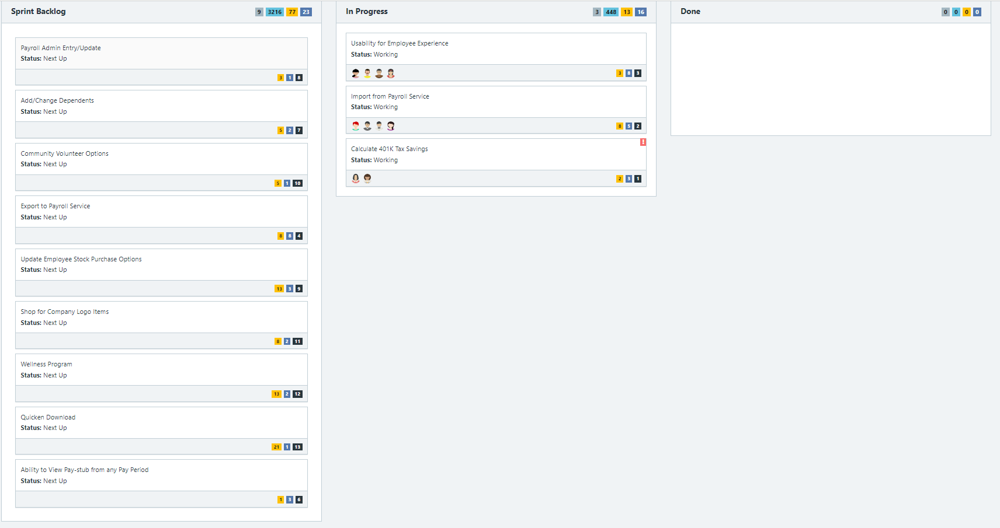 Sprint Backlog 9 3216 77 23
Payroll Admin Entry/Update
Status: Next Up
3 1 8
Add/Change Dependents
Status: Next Up
5 2 7
Community Volunteer Options
Status: Next Up
5 1 10
Export to Payroll Service
Status: Next Up
8 8 4
Update Employee Stock Purchase Options
Status: Next Up
13 3 9
Shop for Company Logo Items
Status: Next Up
8 2 11
Wellness Program
Status: Next Up
13 2 12
Quicken Download
Status: Next Up
21 1 13
Ability to View Pay-stub from any Pay Period
Status: Next Up
1 3 6
In Progress 3 448 13 16
Usability for Employee Experience
Status: Working
3 8 3
Import from Payroll Service
Status: Working
8 5 2
!
Calculate 401K Tax Savings
Status: Working
2 3 1
Done 0 0 0 0